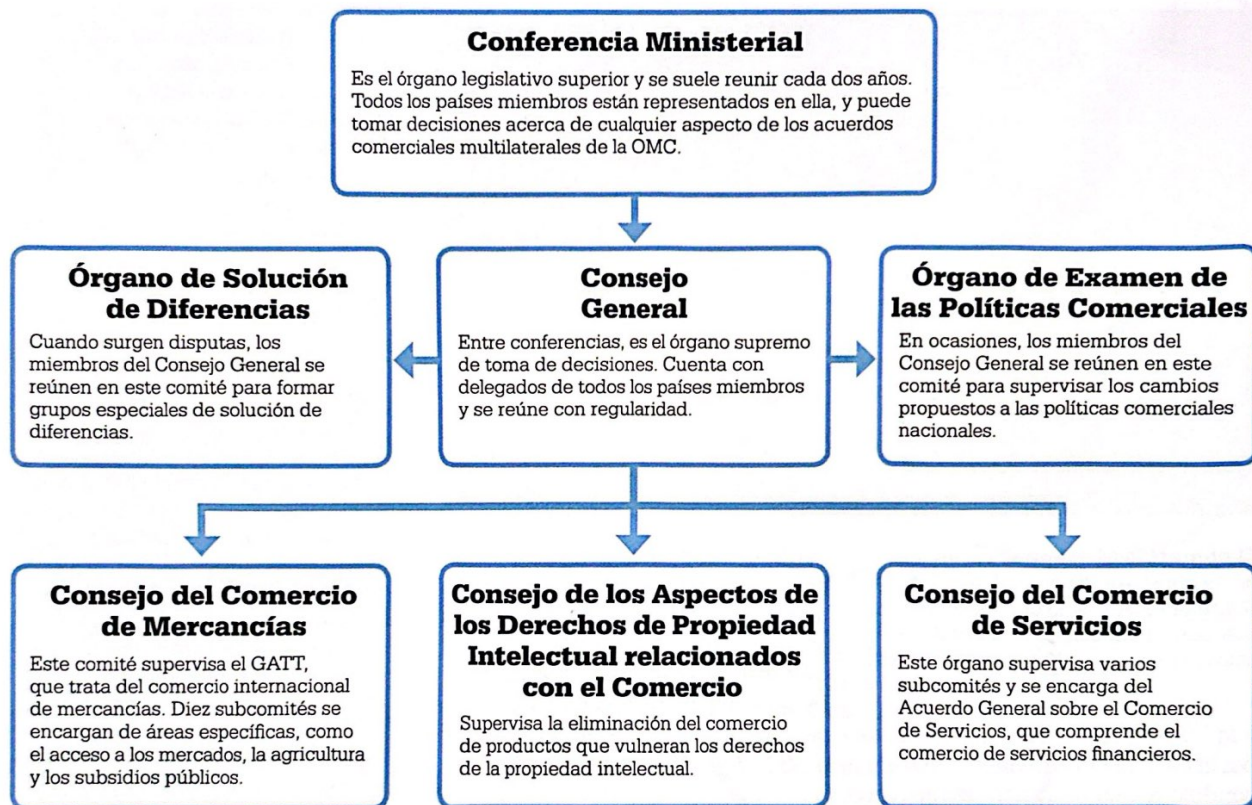 Conferencia Ministerial
Es el órgano legislativo superior y se suele reunir cada dos años.
Todos los países miembros están representados en ella, y puede
tomar decisiones acerca de cualquier aspecto de los acuerdos
comerciales multilaterales de la OMC.
Órgano de Solución
de Diferencias
Cuando surgen disputas, los
miembros del Consejo General se
reúnen en este comité para formar
grupos especiales de solución de
diferencias.
Consejo
General
Entre conferencias, es el órgano supremo
de toma de decisiones. Cuenta con
delegados de todos los países miembros
y se reúne con regularidad.
Órgano de Examen de
las Políticas Comerciales
En ocasiones, los miembros del
Consejo General se reúnen en este
comité para supervisar los cambios
propuestos a las políticas comerciales
nacionales.
Consejo del Comercio
de Mercancías
Este comité supervisa el GATT,
que trata del comercio internacional
de mercancías. Diez subcomités se
encargan de áreas específicas, como
el acceso a los mercados, la agricultura
y los subsidios públicos.
Consejo de los Aspectos de
los Derechos de Propiedad
Intelectual relacionados
con el Comercio
Supervisa la eliminación del comercio
de productos que vulneran los derechos
de la propiedad intelectual.
Consejo del Comercio
de Servicios
Este órgano supervisa varios
subcomités y se encarga del
Acuerdo General sobre el Comercio
de Servicios, que comprende el
comercio de servicios financieros.